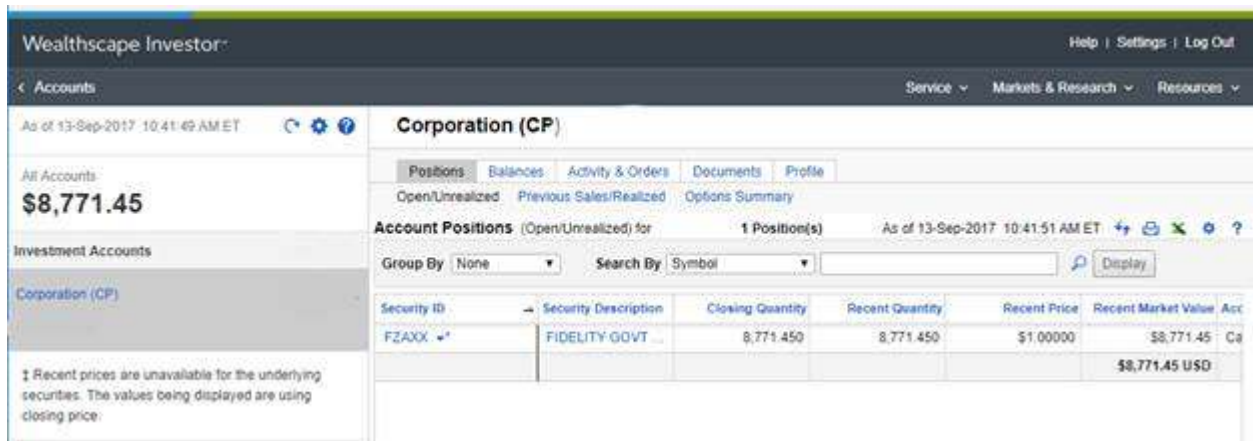 Wealthscape Investor℠
Help | Settings | Log Out
< Accounts
Service
Markets & Research
Resources
As of 13-Sep-2017 10:41:49 AM ET
All Accounts
$8,771.45
Investment Accounts
Corporation (CP)
‡ Recent prices are unavailable for the underlying
securities. The values being displayed are using
closing price.
Corporation (CP)
Positions Balances Activity & Orders Documents Profile
Open/Unrealized Previous Sales/Realized Options Summary
Account Positions (Open/Unrealized) for 1 Position(s) As of 13-Sep-2017 10:41:51 AM ET
Group By None Search By Symbol Display
Security ID Security Description Closing Quantity Recent Quantity Recent Price Recent Market Value Acc
FZAXX FIDELITY GOVT ... 8,771.450 8,771.450 $1.00000 $8,771.45 Ca
$8,771.45 USD